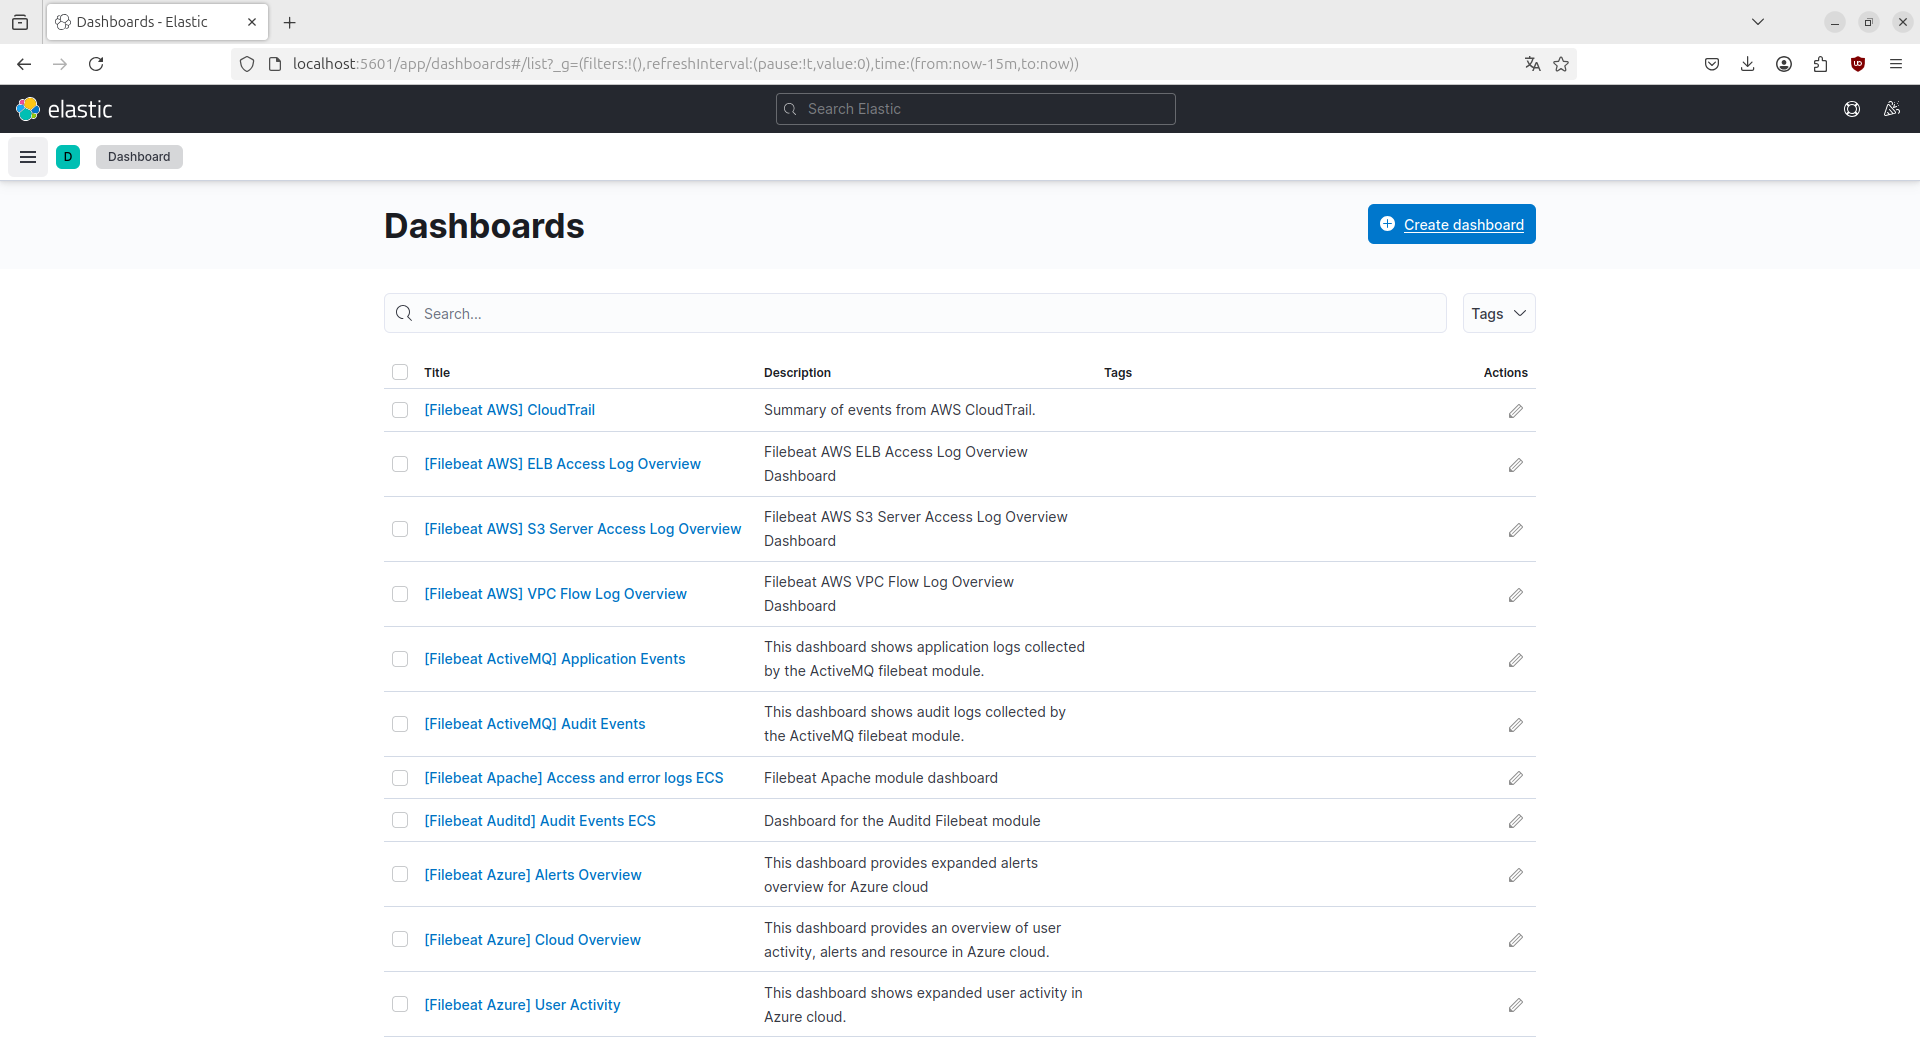 Dashboards - Elastic
localhost:5601/app/dashboards#/list?_g=(filters:!(),refreshInterval:(pause:!t,value:0),time:(from:now-15m,to:now))
elastic
Search Elastic
D
Dashboard
Dashboards
Create dashboard
Search...
Tags
Title Description Tags Actions
[Filebeat AWS] CloudTrail
Summary of events from AWS CloudTrail.
[Filebeat AWS] ELB Access Log Overview
Filebeat AWS ELB Access Log Overview
Dashboard
[Filebeat AWS] S3 Server Access Log Overview
Filebeat AWS S3 Server Access Log Overview
Dashboard
[Filebeat AWS] VPC Flow Log Overview
Filebeat AWS VPC Flow Log Overview
Dashboard
[Filebeat ActiveMQ] Application Events
This dashboard shows application logs collected
by the ActiveMQ filebeat module.
[Filebeat ActiveMQ] Audit Events
This dashboard shows audit logs collected by
the ActiveMQ filebeat module.
[Filebeat Apache] Access and error logs ECS
Filebeat Apache module dashboard
[Filebeat Auditd] Audit Events ECS
Dashboard for the Auditd Filebeat module
[Filebeat Azure] Alerts Overview
This dashboard provides expanded alerts
overview for Azure cloud
[Filebeat Azure] Cloud Overview
This dashboard provides an overview of user
activity, alerts and resource in Azure cloud.
[Filebeat Azure] User Activity
This dashboard shows expanded user activity in
Azure cloud.